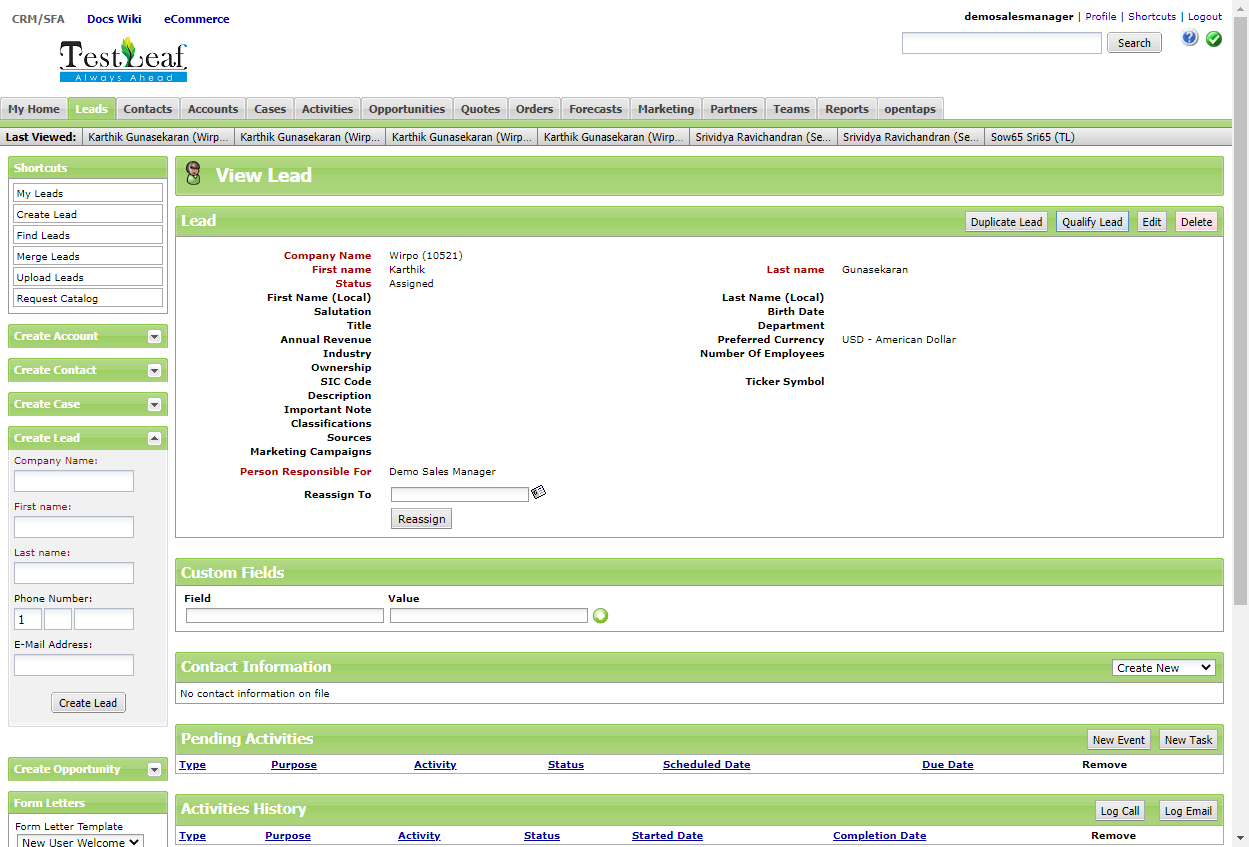 CRM/SFA Docs Wiki eCommerce
demosalesmanager | Profile | Shortcuts | Logout
TestLeaf
Always Ahead
Search
My Home Leads Contacts Accounts Cases Activities Opportunities Quotes Orders Forecasts Marketing Partners Teams Reports opentaps
Last Viewed: Karthik Gunasekaran (Wirp... Karthik Gunasekaran (Wirp... Karthik Gunasekaran (Wirp... Karthik Gunasekaran (Wirp... Srividya Ravichandran (Se... Srividya Ravichandran (Se... Sow65 Sri65 (TL)
Shortcuts
My Leads
Create Lead
Find Leads
Merge Leads
Upload Leads
Request Catalog
Create Account
Create Contact
Create Case
Create Lead
Company Name:
First name:
Last name:
Phone Number:
1
E-Mail Address:
Create Lead
Create Opportunity
Form Letters
Form Letter Template
New User Welcome
View Lead
Lead Duplicate Lead Qualify Lead Edit Delete
Company Name Wirpo (10521)
First name Karthik Last name Gunasekaran
Status Assigned
First Name (Local) Last Name (Local)
Salutation Birth Date
Title Department
Annual Revenue Preferred Currency USD - American Dollar
Industry Number Of Employees
Ownership
SIC Code Ticker Symbol
Description
Important Note
Classifications
Sources
Marketing Campaigns
Person Responsible For Demo Sales Manager
Reassign To
Reassign
Custom Fields
Field Value
Contact Information Create New
No contact information on file
Pending Activities New Event New Task
Type Purpose Activity Status Scheduled Date Due Date Remove
Activities History Log Call Log Email
Type Purpose Activity Status Started Date Completion Date Remove